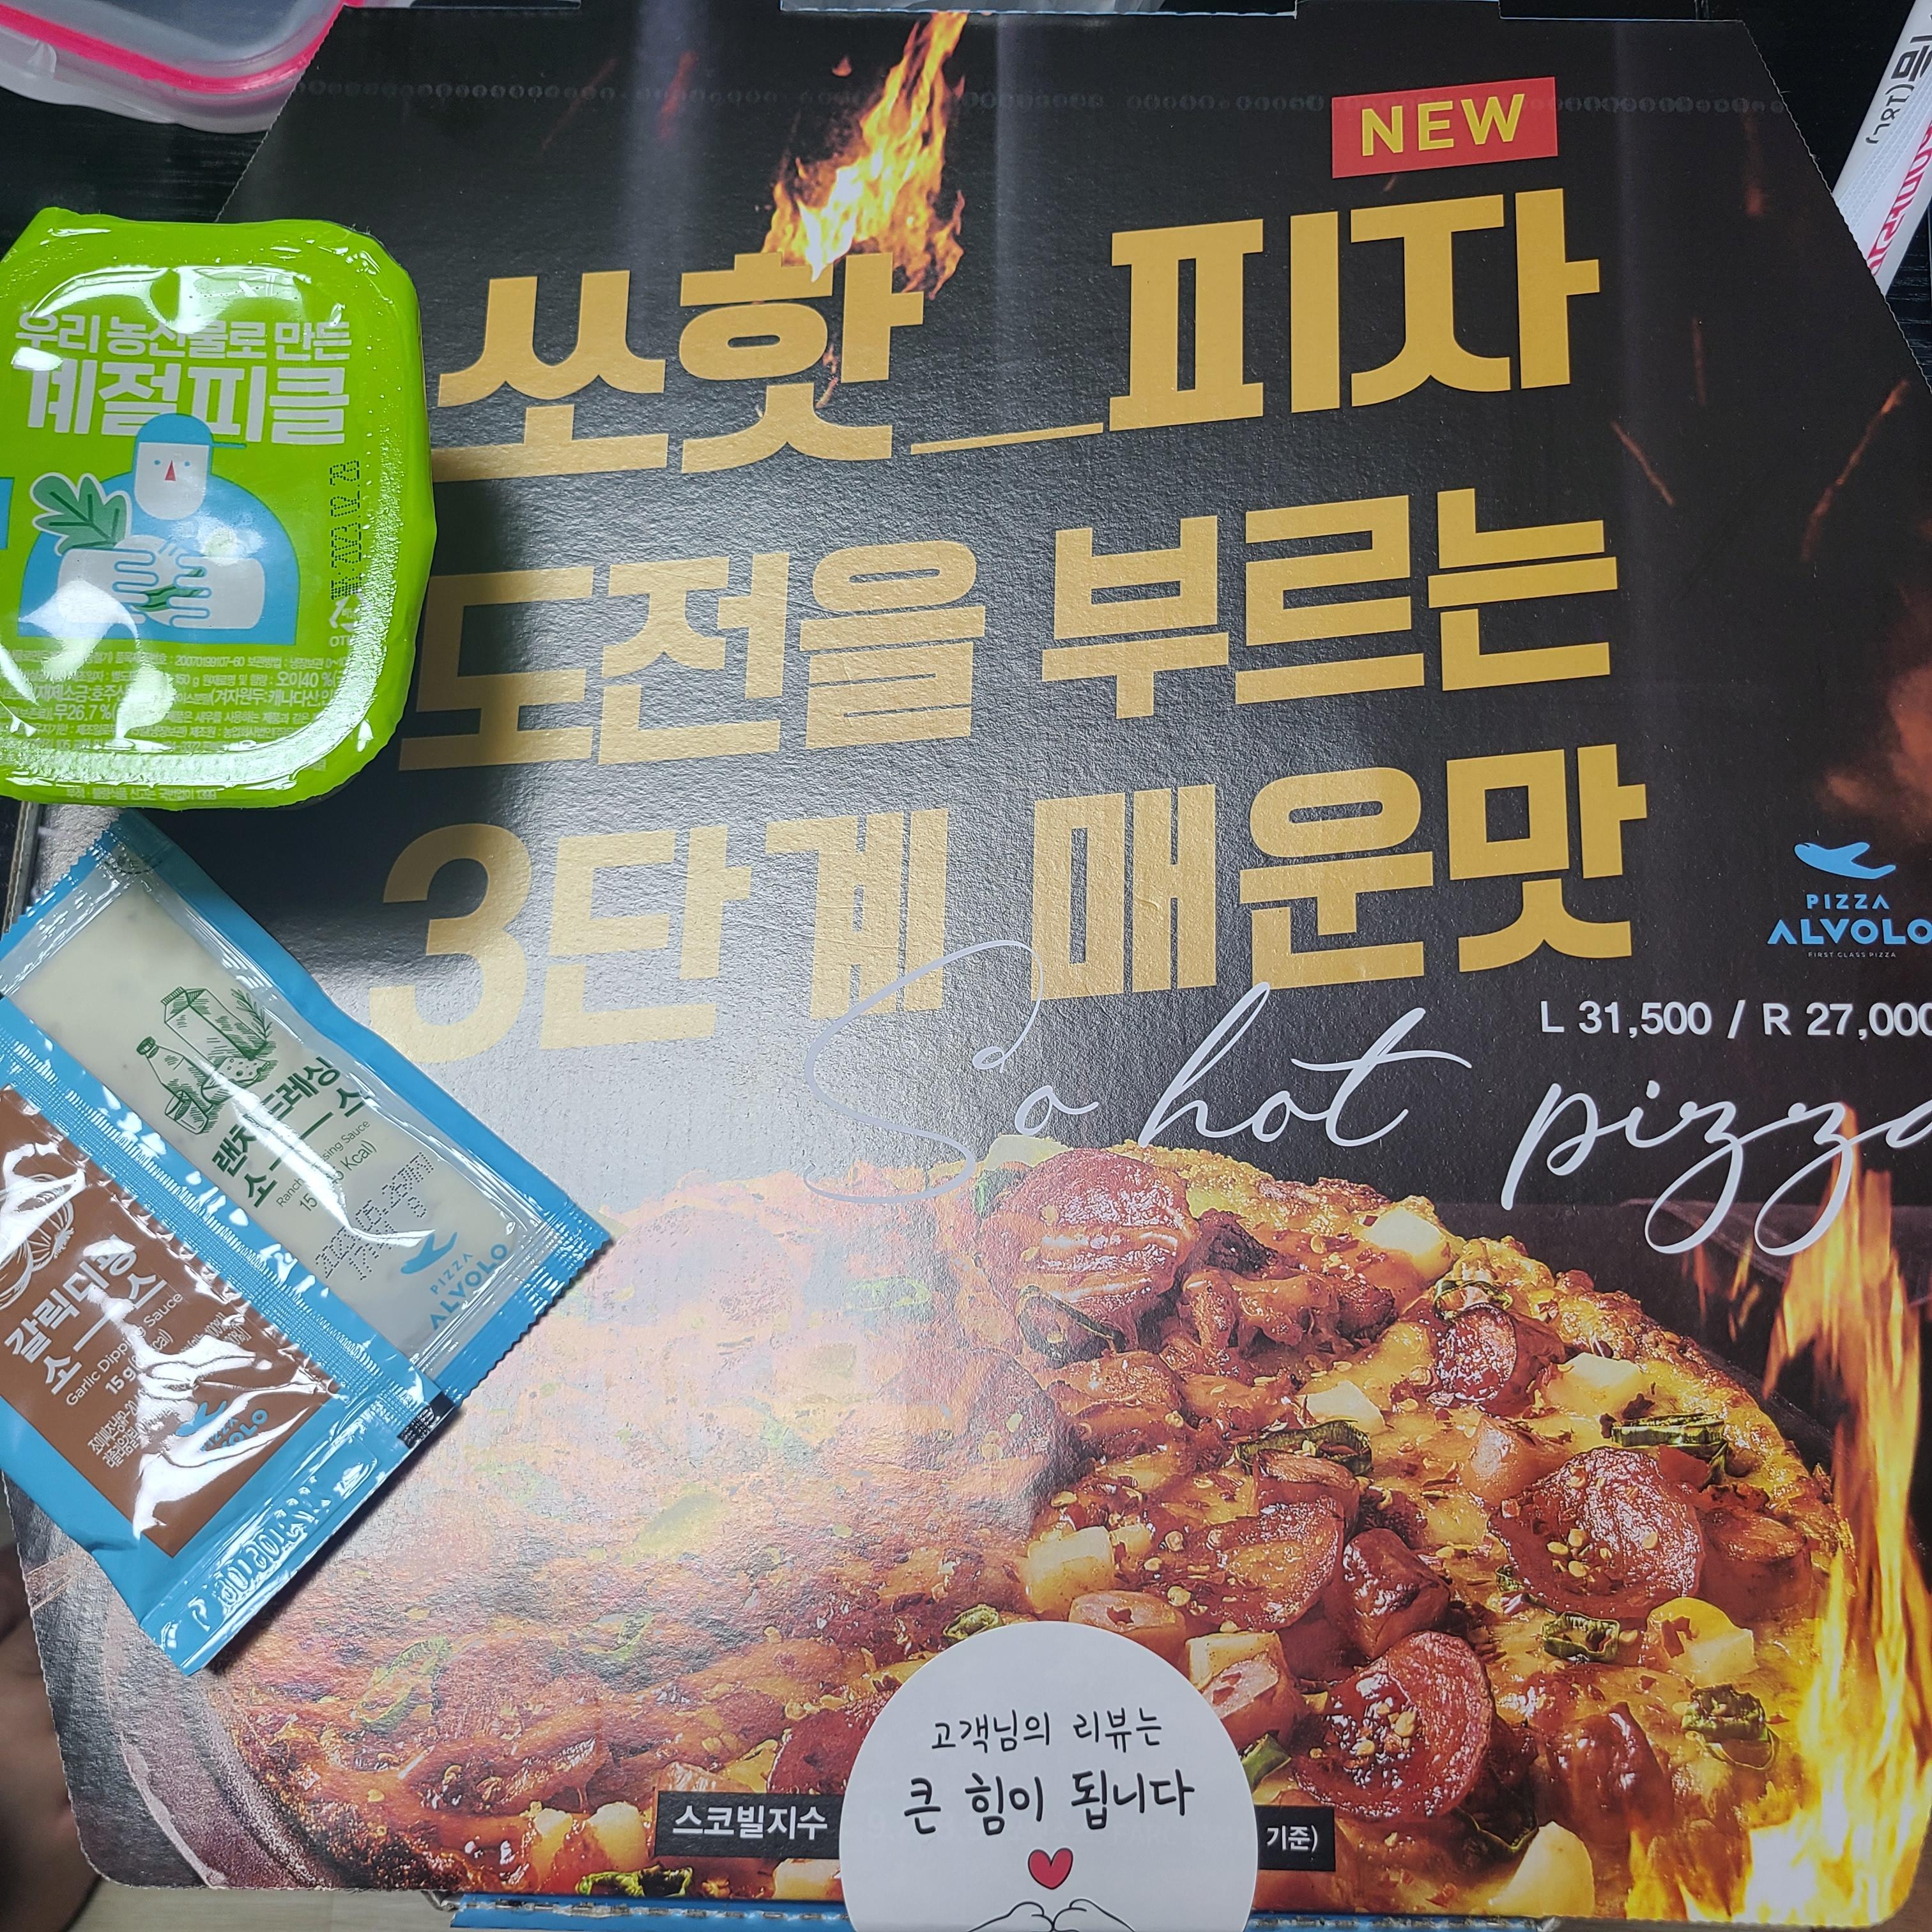 NEW
쏘핫_피자
도전을 부르는
3단계 매운맛
So hot pizza
PIZZA
ALVOLO
FIRST CLASS PIZZA
L 31,500 / R 27,000
우리 농산물로 만든
계절피클
랜치드레싱
소스
Ranch
sing Sauce
PIZZA
ALVOLO
갈릭디핑
소스
Garlic Dipping Sauce
15 g
PIZZA
스코빌지수
기준)
고객님의 리뷰는
큰 힘이 됩니다